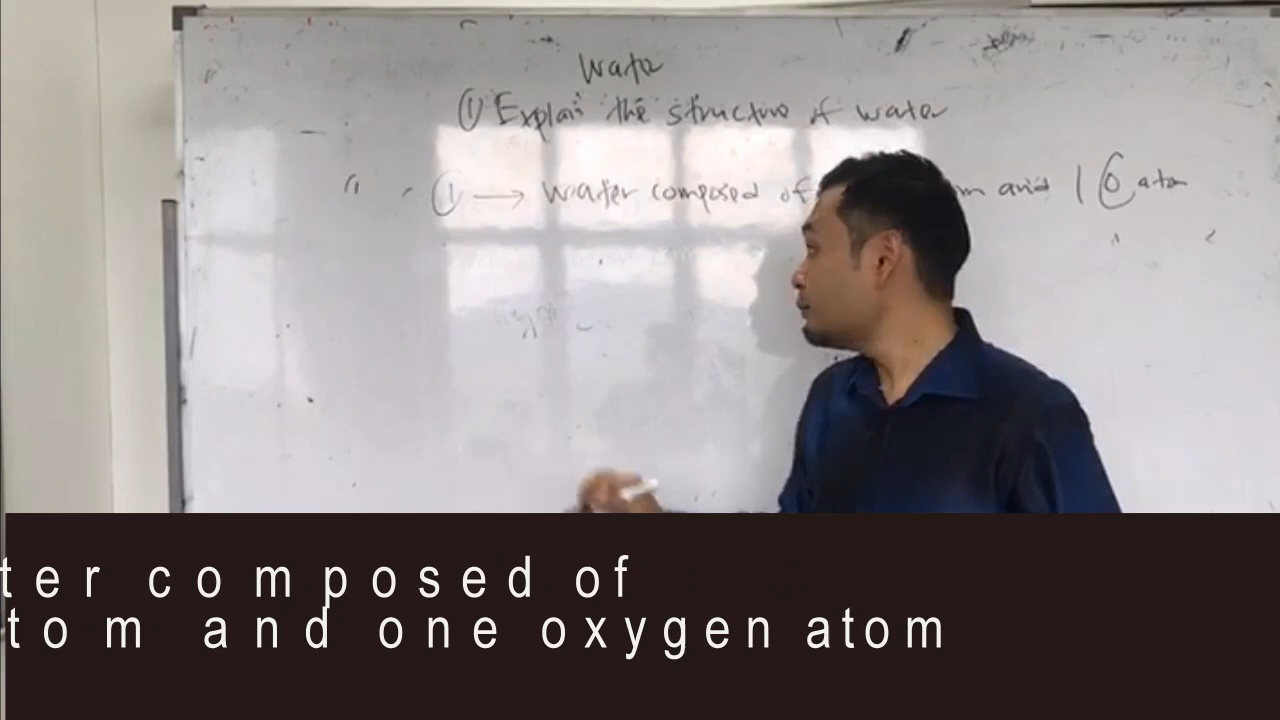 Water
① Explain the structure of water
① → Water composed of and 1 O atom
ter composed of
tom and one oxygen atom